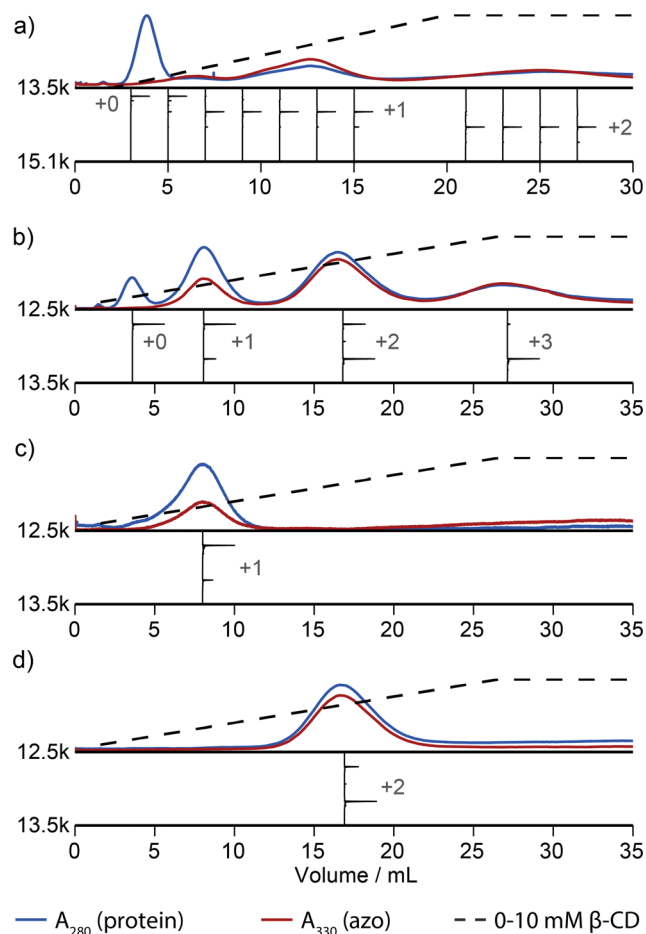 a)
13.5k
+0
+1
+2
15.1k
0 5 10 15 20 25 30
b)
12.5k
+0
+1
+2
+3
13.5k
0 5 10 15 20 25 30 35
c)
12.5k
+1
13.5k
0 5 10 15 20 25 30 35
d)
12.5k
+2
13.5k
0 5 10 15 20 25 30 35
Volume / mL
A₂₈₀ (protein) A₃₃₀ (azo) 0-10 mM β-CD